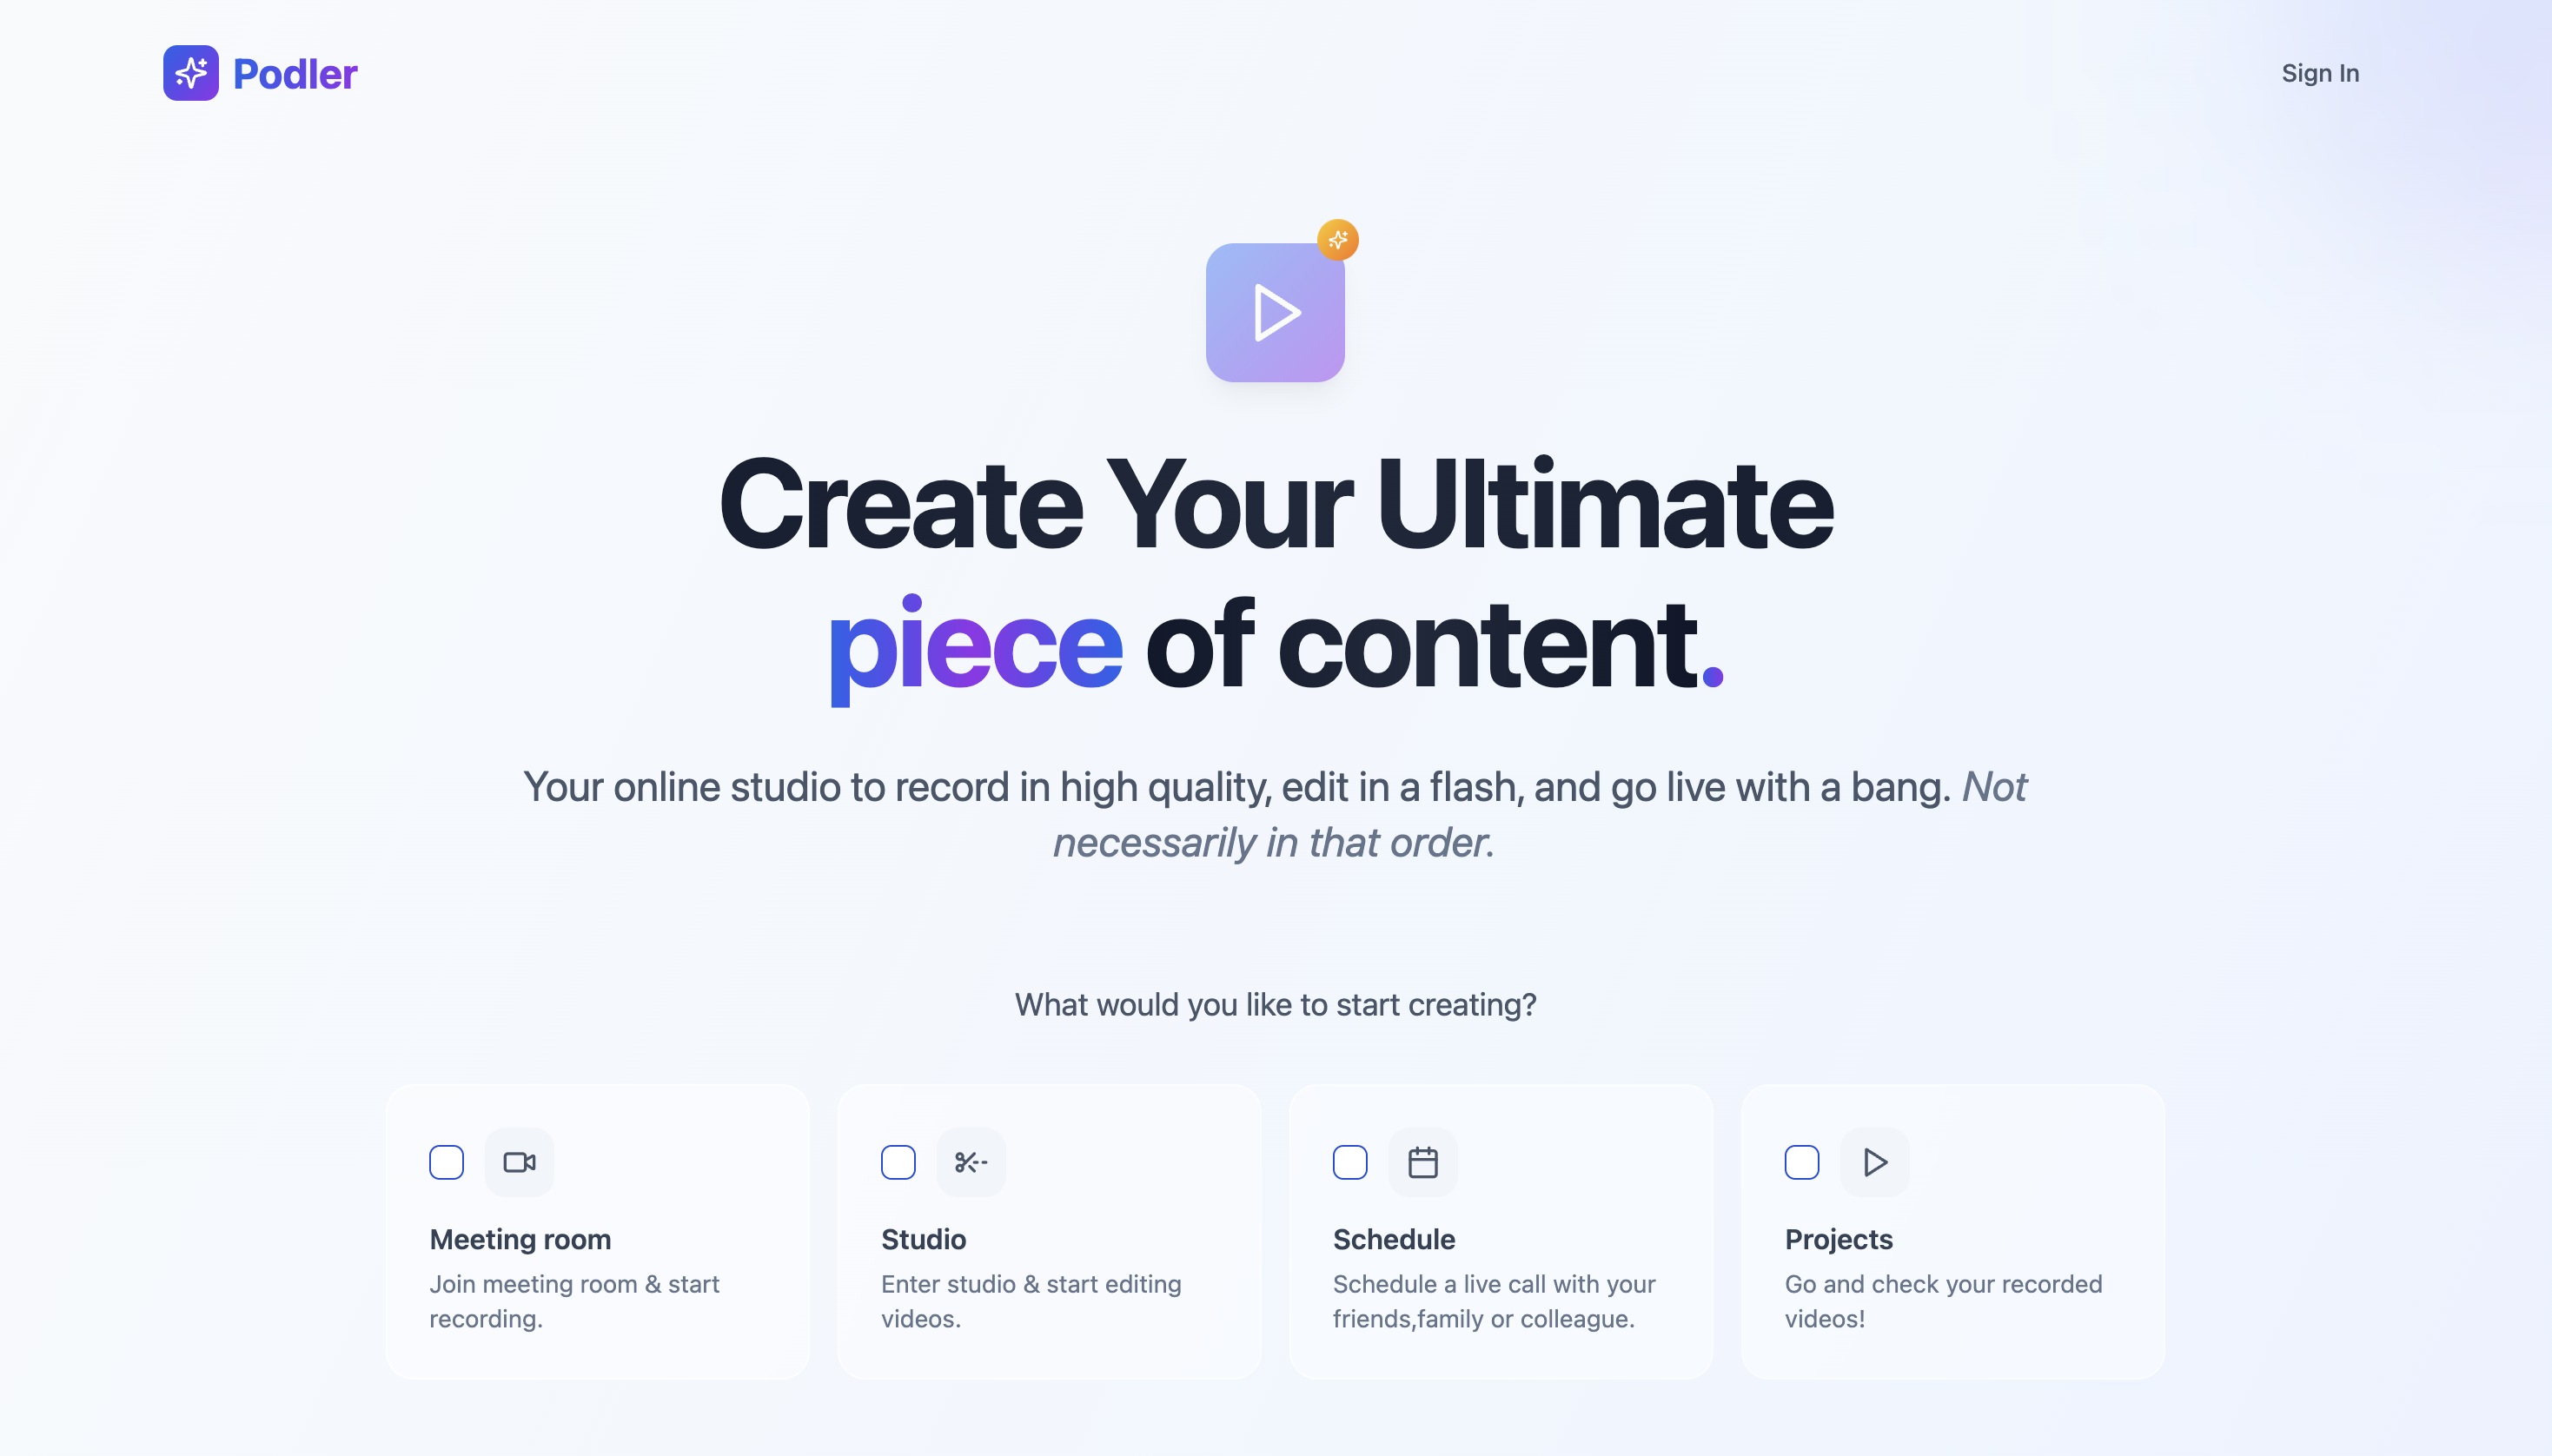 Podler
Sign In
Create Your Ultimate
piece of content.
Your online studio to record in high quality, edit in a flash, and go live with a bang. Not
necessarily in that order.
What would you like to start creating?
Meeting room
Join meeting room & start
recording.
Studio
Enter studio & start editing
videos.
Schedule
Schedule a live call with your
friends,family or colleague.
Projects
Go and check your recorded
videos!